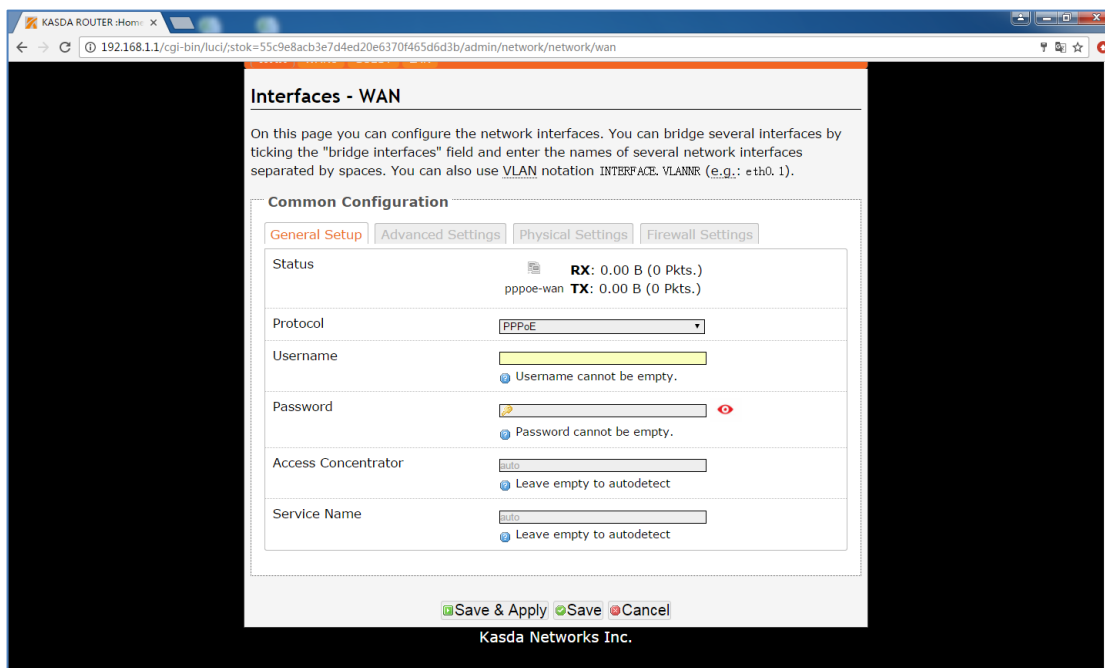 KASDA ROUTER :Home
192.168.1.1/cgi-bin/luci/;stok=55c9e8acb3e7d4ed20e6370f465d6d3b/admin/network/network/wan
Interfaces - WAN
On this page you can configure the network interfaces. You can bridge several interfaces by
ticking the "bridge interfaces" field and enter the names of several network interfaces
separated by spaces. You can also use VLAN notation INTERFACE.VLANNR (e.g.: eth0.1).
Common Configuration
General Setup Advanced Settings Physical Settings Firewall Settings
Status
RX: 0.00 B (0 Pkts.)
pppoe-wan TX: 0.00 B (0 Pkts.)
Protocol PPPoE
Username
Username cannot be empty.
Password
Password cannot be empty.
Access Concentrator auto
Leave empty to autodetect
Service Name auto
Leave empty to autodetect
Save & Apply Save Cancel
Kasda Networks Inc.